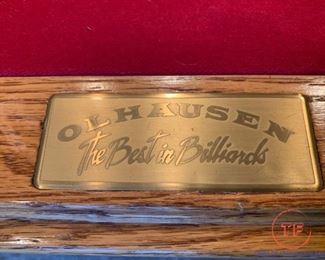 OLHAUSEN
The Best in Billiards
TF